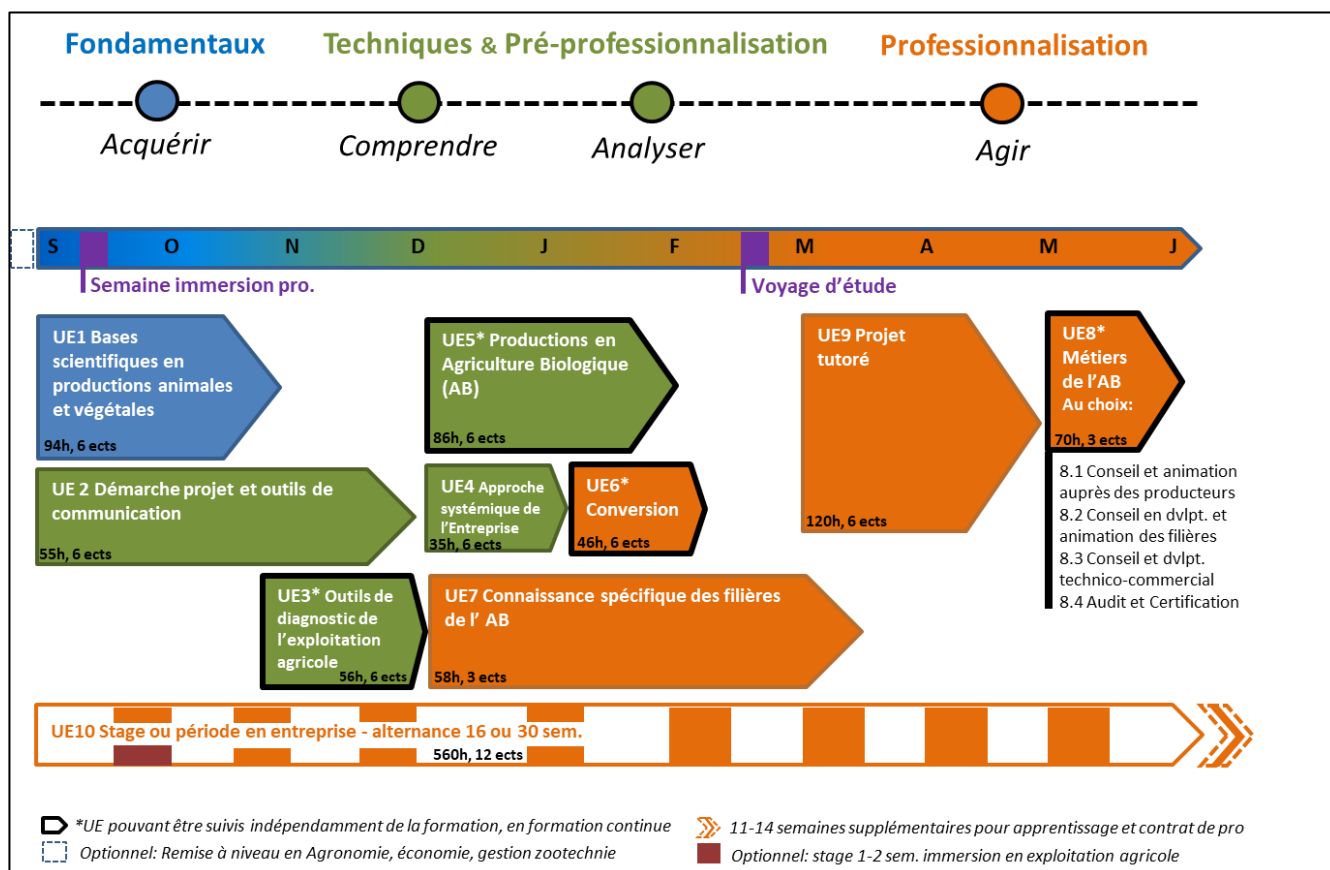 Fondamentaux
Techniques & Pré-professionnalisation
Professionnalisation
Acquérir
Comprendre
Analyser
Agir
S O N D J F M A M J
Semaine immersion pro.
Voyage d'étude
UE1 Bases
scientifiques en
productions animales
et végétales
94h, 6 ects
UE5* Productions en
Agriculture Biologique
(AB)
86h, 6 ects
UE9 Projet
tutoré
120h, 6 ects
UE8*
Métiers
de l'AB
Au choix:
70h, 3 ects
8.1 Conseil et animation
auprès des producteurs
8.2 Conseil en dvlpt. et
animation des filières
8.3 Conseil et dvlpt.
technico-commercial
8.4 Audit et Certification
UE 2 Démarche projet et outils de
communication
55h, 6 ects
UE4 Approche
systémique de
l'Entreprise
35h, 6 ects
UE6*
Conversion
46h, 6 ects
UE3* Outils de
diagnostic de
l'exploitation
agricole
56h, 6 ects
UE7 Connaissance spécifique des filières
de l' AB
58h, 3 ects
UE10 Stage ou période en entreprise - alternance 16 ou 30 sem.
560h, 12 ects
*UE pouvant être suivis indépendamment de la formation, en formation continue
Optionnel: Remise à niveau en Agronomie, économie, gestion zootechnie
11-14 semaines supplémentaires pour apprentissage et contrat de pro
Optionnel: stage 1-2 sem. immersion en exploitation agricole